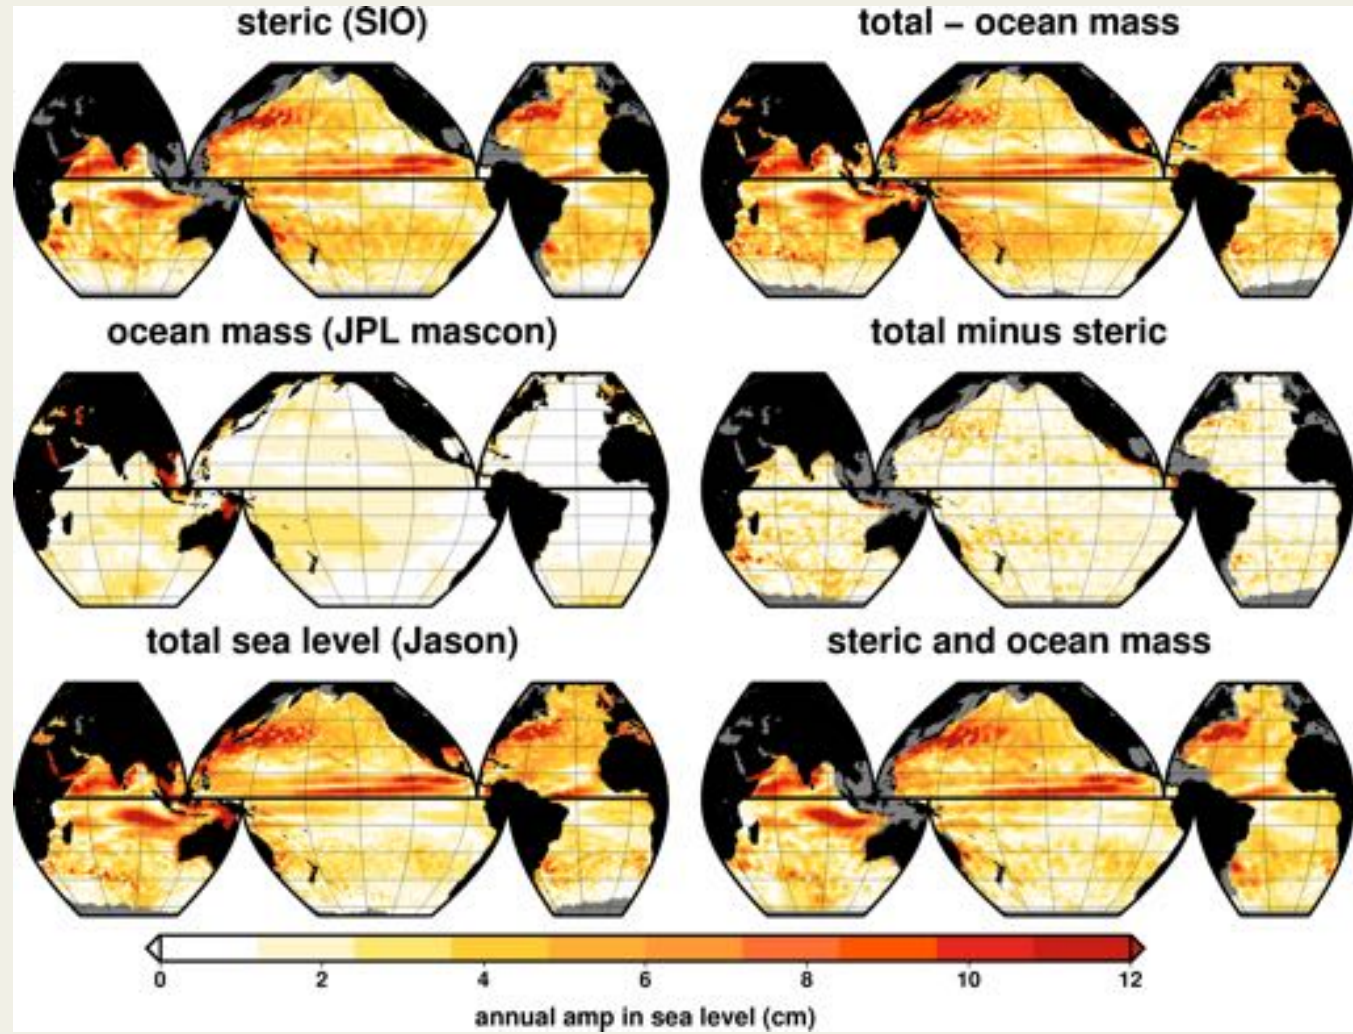 steric (SIO)
total – ocean mass
ocean mass (JPL mascon)
total minus steric
total sea level (Jason)
steric and ocean mass
0 2 4 6 8 10 12
annual amp in sea level (cm)